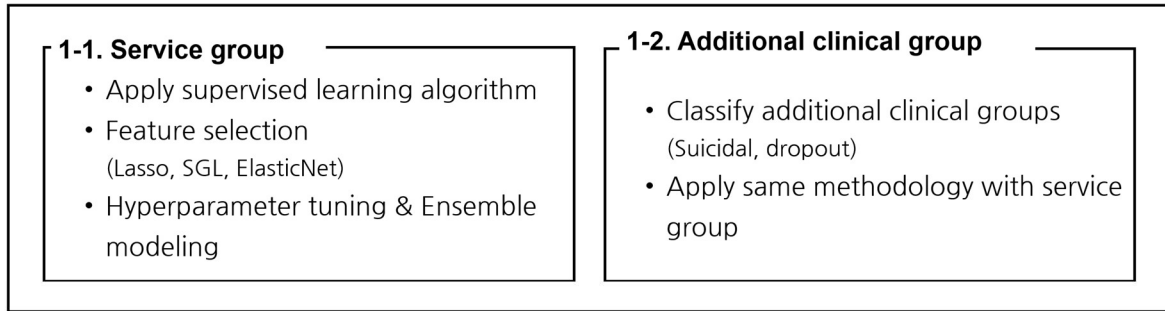 1-1. Service group
• Apply supervised learning algorithm
• Feature selection
(Lasso, SGL, ElasticNet)
• Hyperparameter tuning & Ensemble
modeling
1-2. Additional clinical group
• Classify additional clinical groups
(Suicidal, dropout)
• Apply same methodology with service
group